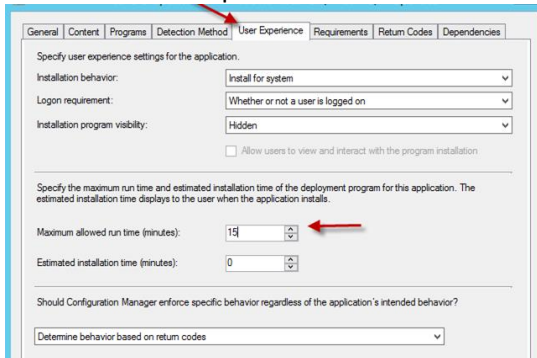 General Content Programs Detection Method User Experience Requirements Return Codes Dependencies
Specify user experience settings for the application.
Installation behavior: Install for system
Logon requirement: Whether or not a user is logged on
Installation program visibility: Hidden
Allow users to view and interact with the program installation
Specify the maximum run time and estimated installation time of the deployment program for this application. The
estimated installation time displays to the user when the application installs.
Maximum allowed run time (minutes): 15
Estimated installation time (minutes): 0
Should Configuration Manager enforce specific behavior regardless of the application's intended behavior?
Determine behavior based on return codes